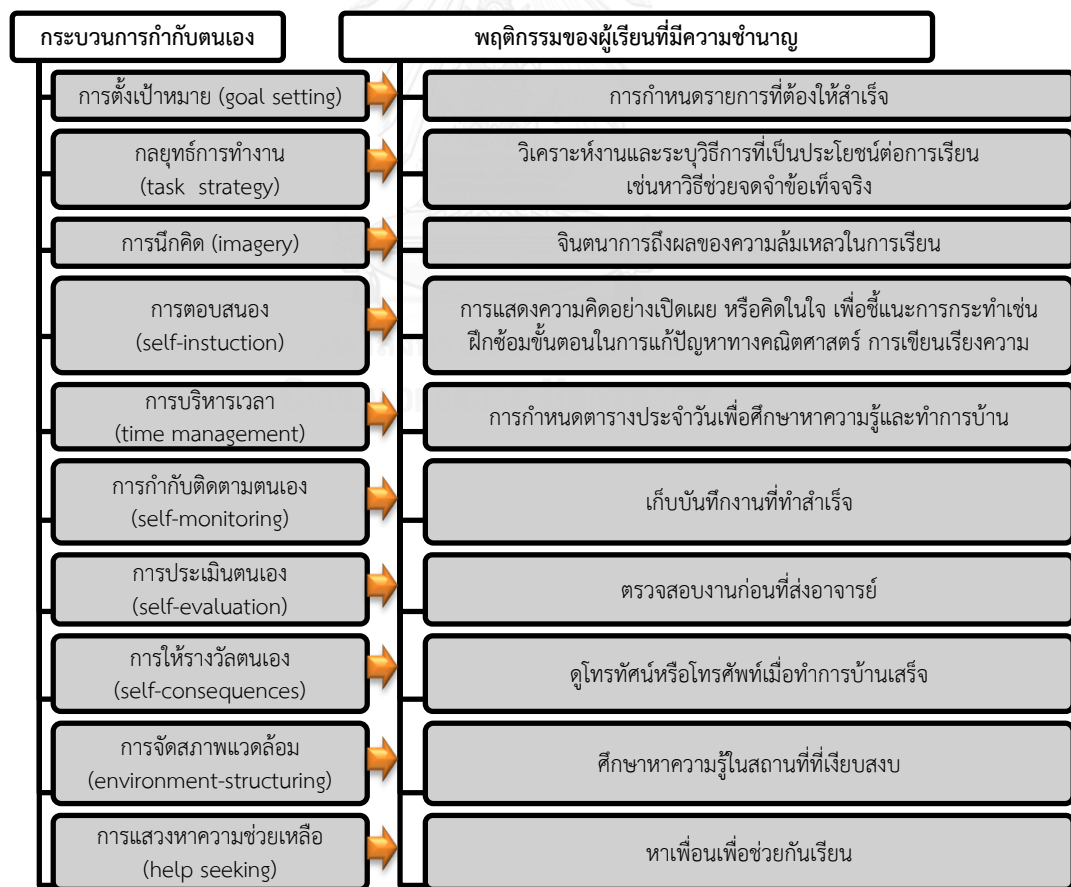 กระบวนการกำกับตนเอง
พฤติกรรมของผู้เรียนที่มีความชำนาญ
การตั้งเป้าหมาย (goal setting)
การกำหนดรายการที่ต้องให้สำเร็จ
กลยุทธ์การทำงาน
(task strategy)
วิเคราะห์งานและระบุวิธีการที่เป็นประโยชน์ต่อการเรียน
เช่นหาวิธีช่วยจดจำข้อเท็จจริง
การนึกคิด (imagery)
จินตนาการถึงผลของความล้มเหลวในการเรียน
การตอบสนอง
(self-instuction)
การแสดงความคิดอย่างเปิดเผย หรือคิดในใจ เพื่อชี้แนะการกระทำเช่น
ฝึกซ้อมขั้นตอนในการแก้ปัญหาทางคณิตศาสตร์ การเขียนเรียงความ
การบริหารเวลา
(time management)
การกำหนดตารางประจำวันเพื่อศึกษาหาความรู้และทำการบ้าน
การกำกับติดตามตนเอง
(self-monitoring)
เก็บบันทึกงานที่ทำสำเร็จ
การประเมินตนเอง
(self-evaluation)
ตรวจสอบงานก่อนที่ส่งอาจารย์
การให้รางวัลตนเอง
(self-consequences)
ดูโทรทัศน์หรือโทรศัพท์เมื่อทำการบ้านเสร็จ
การจัดสภาพแวดล้อม
(environment-structuring)
ศึกษาหาความรู้ในสถานที่ที่เงียบสงบ
การแสวงหาความช่วยเหลือ
(help seeking)
หาเพื่อนเพื่อช่วยกันเรียน